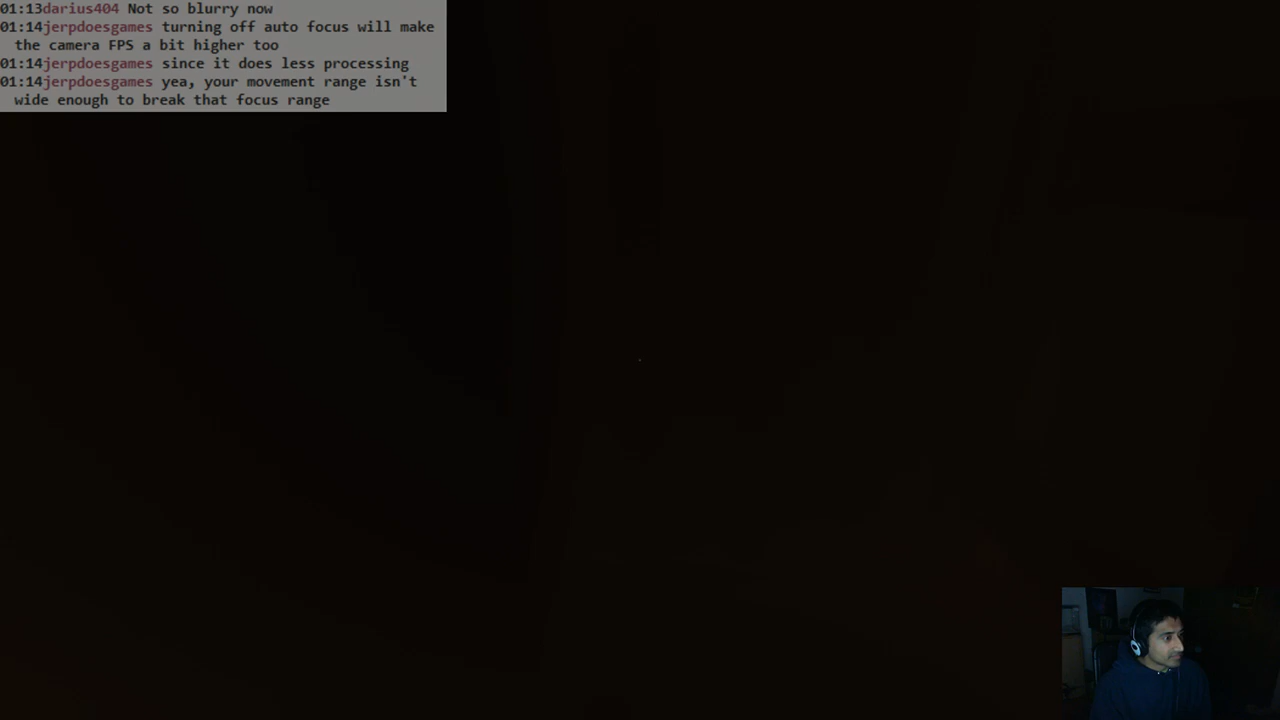 01:13darius404 Not so blurry now
01:14jerpdoesgames turning off auto focus will make
the camera FPS a bit higher too
01:14jerpdoesgames since it does less processing
01:14jerpdoesgames yea, your movement range isn't
wide enough to break that focus range